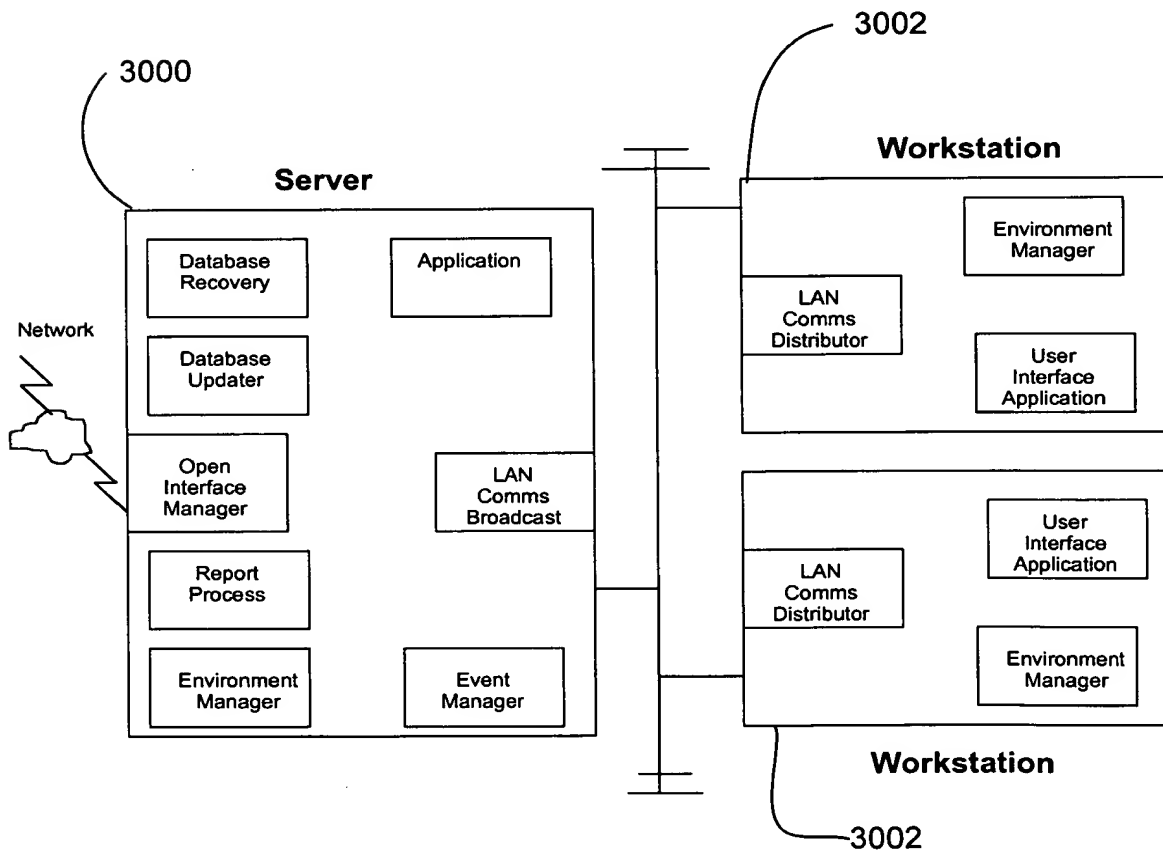 3000
3002
Server
Workstation
Network
Database
Recovery
Application
Database
Updater
Open
Interface
Manager
LAN
Comms
Broadcast
Report
Process
Environment
Manager
Event
Manager
Environment
Manager
LAN
Comms
Distributor
User
Interface
Application
User
Interface
Application
LAN
Comms
Distributor
Environment
Manager
Workstation
3002